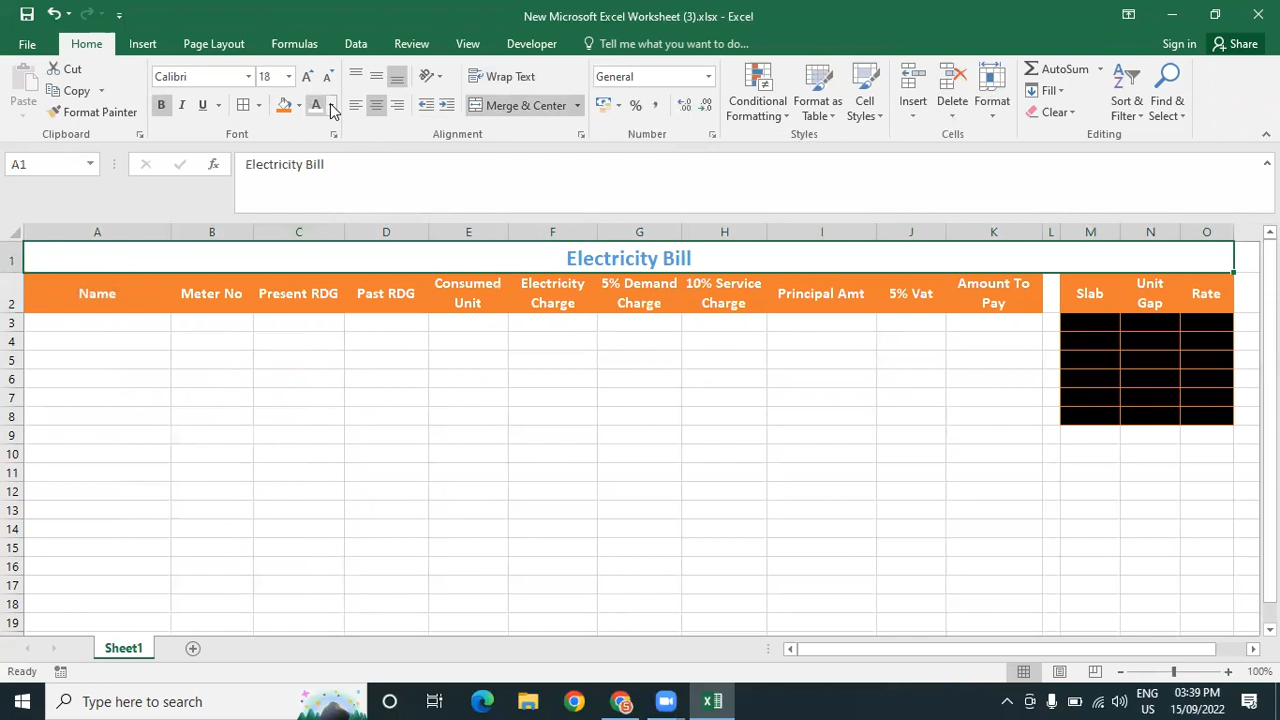 New Microsoft Excel Worksheet (3).xlsx - Excel
File Home Insert Page Layout Formulas Data Review View Developer Tell me what you want to do... Sign in Share
Paste
Cut
Copy
Format Painter
Clipboard
Calibri 18
B I U A
Font
Wrap Text
Merge & Center
Alignment
General
% ,
Number
Conditional Formatting
Format as Table
Cell Styles
Styles
Insert Delete Format
Cells
AutoSum
Fill
Clear
Sort & Filter
Find & Select
Editing
A1 fx Electricity Bill
A B C D E F G H I J K L M N O
1 Electricity Bill
2 Name Meter No Present RDG Past RDG Consumed Unit Electricity Charge 5% Demand Charge 10% Service Charge Principal Amt 5% Vat Amount To Pay Slab Unit Gap Rate
3
4
5
6
7
8
9
10
11
12
13
14
15
16
17
18
19
Sheet1
Ready 100%
Type here to search
ENG
US
03:39 PM
15/09/2022